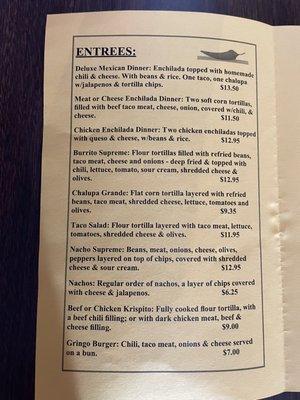 ENTREES:
Deluxe Mexican Dinner: Enchilada topped with homemade
chili & cheese. With beans & rice. One taco, one chalupa
w/jalapenos & tortilla chips. $13.50
Meat or Cheese Enchilada Dinner: Two soft corn tortillas,
filled with beef taco meat, cheese, onion, covered w/chili, &
cheese. $11.50
Chicken Enchilada Dinner: Two chicken enchiladas topped
with queso & cheese, w/beans & rice. $12.95
Burrito Supreme: Flour tortillas filled with refried beans,
taco meat, cheese and onions - deep fried & topped with
chili, lettuce, tomato, sour cream, shredded cheese &
olives. $12.95
Chalupa Grande: Flat corn tortilla layered with refried
beans, taco meat, shredded cheese, lettuce, tomatoes and
olives. $9.35
Taco Salad: Flour tortilla layered with taco meat, lettuce,
tomatoes, shredded cheese & olives. $11.95
Nacho Supreme: Beans, meat, onions, cheese, olives,
peppers layered on top of chips, covered with shredded
cheese & sour cream. $12.95
Nachos: Regular order of nachos, a layer of chips covered
with cheese & jalapenos. $6.25
Beef or Chicken Krispito: Fully cooked flour tortilla, with
a beef chili filling; or with dark chicken meat, beef &
cheese filling. $9.00
Gringo Burger: Chili, taco meat, onions & cheese served
on a bun. $7.00